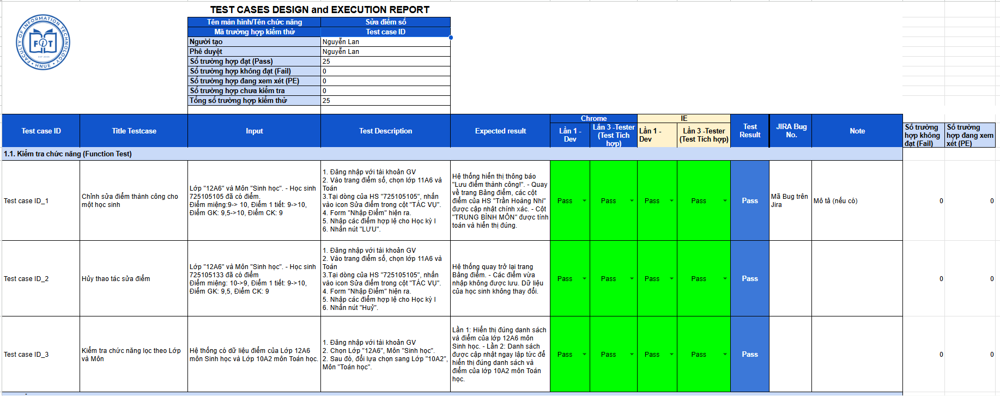 TEST CASES DESIGN and EXECUTION REPORT
FACULTY OF INFORMATION TECHNOLOGY
FiT
HNUE
Tên màn hình/Tên chức năng
Sửa điểm số
Mã trường hợp kiểm thử
Test case ID
Người tạo
Nguyễn Lan
Phê duyệt
Nguyễn Lan
Số trường hợp đạt (Pass)
25
Số trường hợp không đạt (Fail)
0
Số trường hợp đang xem xét (PE)
0
Số trường hợp chưa kiểm tra
0
Tổng số trường hợp kiểm thử
25
Test case ID
Title Testcase
Input
Test Description
Expected result
Chrome
Lần 1 -
Dev
Lần 3 -Tester
(Test Tích
hợp)
IE
Lần 1 -
Dev
Lần 3 -Tester
(Test Tích hợp)
Test
Result
JIRA Bug
No.
Note
Số trường
hợp không
đạt (Fail)
Số trường
hợp đang xem
xét (PE)
1.1. Kiểm tra chức năng (Function Test)
Test case ID_1
Chỉnh sửa điểm thành công cho
một học sinh
Lớp "12A6" và Môn "Sinh học". - Học sinh
725105105 đã có điểm.
Điểm miệng:9-> 10, Điểm 1 tiết: 9->10,
Điểm GK: 9,5->10, Điểm CK: 9
1. Đăng nhập với tài khoản GV
2. Vào trang điểm số, chọn lớp 11A6 và
Toán
3.Tại dòng của HS "725105105", nhấn
vào icon Sửa điểm trong cột "TÁC VỤ".
4. Form "Nhập Điểm" hiện ra.
5. Nhập các điểm hợp lệ cho Học kỳ I
6. Nhấn nút "LƯU".
Hệ thống hiển thị thông báo
"Lưu điểm thành công!". - Quay
về trang Bảng điểm, các cột
điểm của HS "Trần Hoàng Nhi"
được cập nhật chính xác. - Cột
"TRUNG BÌNH MÔN" được tính
toán và hiển thị đúng.
Pass
Pass
Pass
Pass
Pass
Mã Bug trên
Jira
Mô tả (nếu có)
0
0
Test case ID_2
Hủy thao tác sửa điểm
Lớp "12A6" và Môn "Sinh học". - Học sinh
725105133 đã có điểm
Điểm miệng: 10->9, Điểm 1 tiết: 9->10,
Điểm GK: 9,5, Điểm CK: 9
1. Đăng nhập với tài khoản GV
2. Vào trang điểm số, chọn lớp 11A6 và
Toán
3.Tại dòng của HS "725105105", nhấn
vào icon Sửa điểm trong cột "TÁC VỤ".
4. Form "Nhập Điểm" hiện ra.
5. Nhập các điểm hợp lệ cho Học kỳ I
6. Nhấn nút "Huỷ".
Hệ thống quay trở lại trang
Bảng điểm. - Các điểm vừa
nhập không được lưu. Dữ liệu
của học sinh không thay đổi.
Pass
Pass
Pass
Pass
Pass
0
0
Test case ID_3
Kiểm tra chức năng lọc theo Lớp
và Môn
Hệ thống có dữ liệu điểm của Lớp 12A6
môn Sinh học và Lớp 10A2 môn Toán học.
1. Đăng nhập với tài khoản GV
2. Chọn Lớp "12A6", Môn "Sinh học".
2. Sau đó, đổi lựa chọn sang Lớp "10A2",
Môn "Toán học".
Lần 1: Hiển thị đúng danh sách
và điểm của lớp 12A6 môn
Sinh học. - Lần 2: Danh sách
được cập nhật ngay lập tức để
hiển thị đúng danh sách và
điểm của lớp 10A2 môn Toán
học.
Pass
Pass
Pass
Pass
Pass
0
0